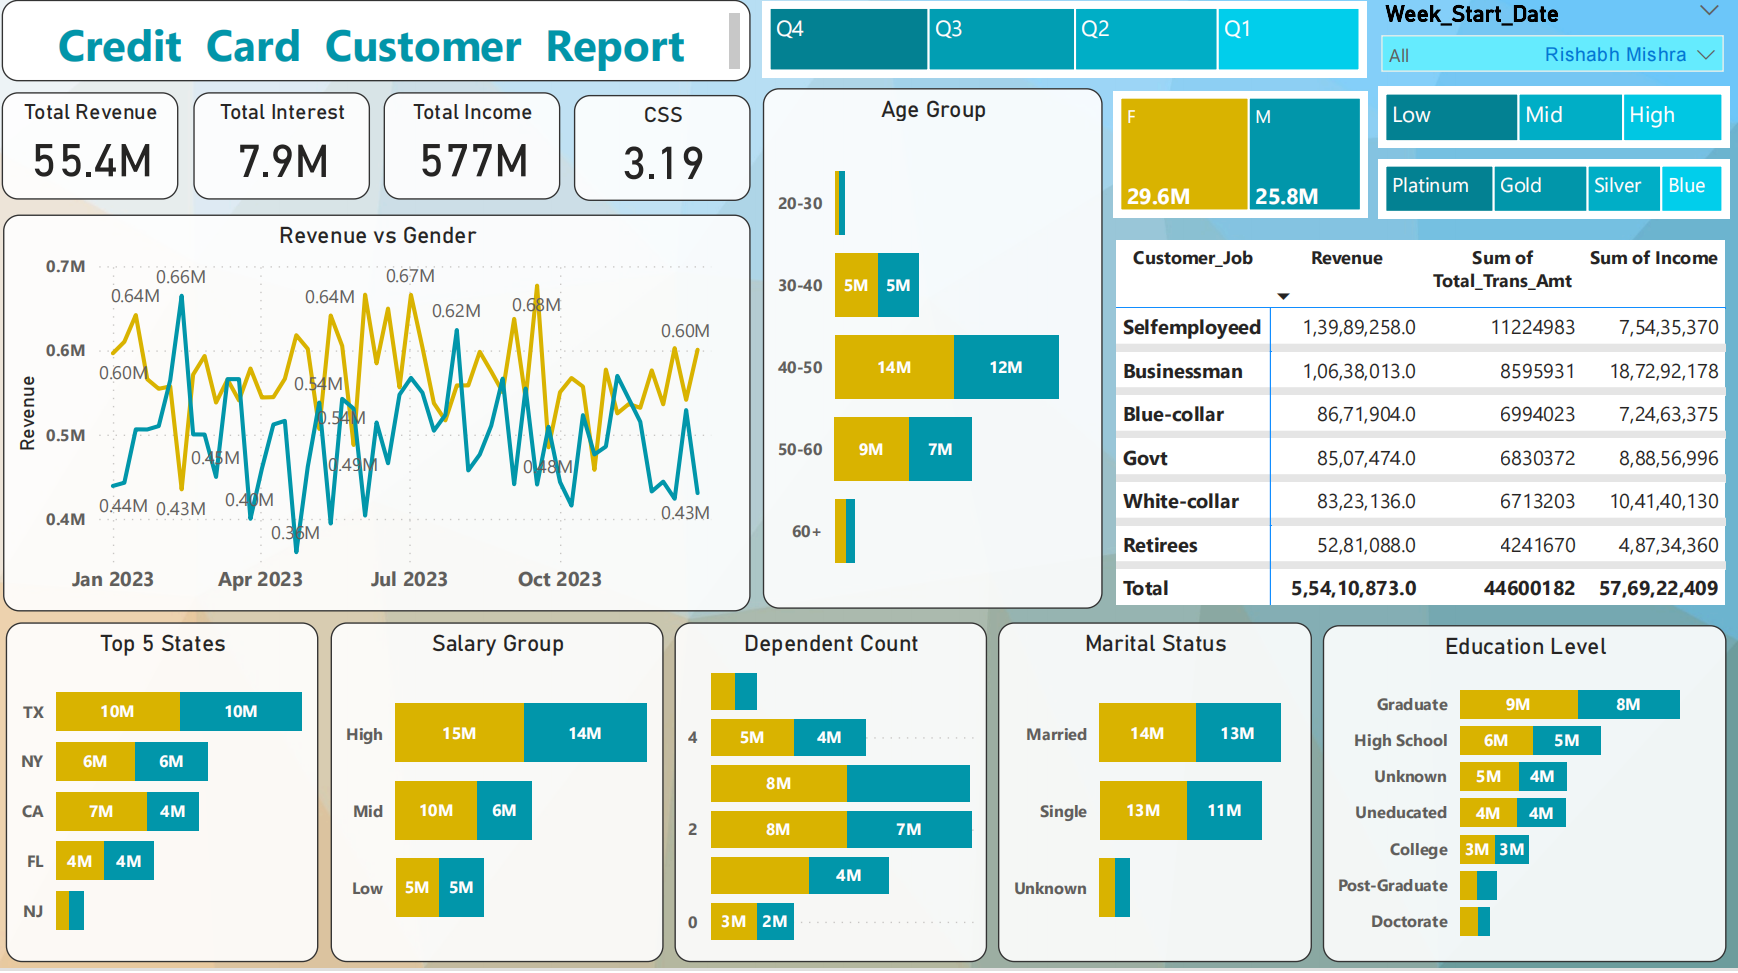 Credit Card Customer Report
Q4
Q3
Q2
Q1
Week_Start_Date
All
Rishabh Mishra
Total Revenue
55.4M
Total Interest
7.9M
Total Income
577M
CSS
3.19
F
29.6M
M
25.8M
Low
Mid
High
Platinum
Gold
Silver
Blue
Revenue vs Gender
Revenue
0.7M
0.6M
0.5M
0.4M
0.66M
0.64M
0.60M
0.44M
0.43M
0.45M
0.40M
0.36M
0.64M
0.54M
0.54M
0.49M
0.67M
0.62M
0.68M
0.48M
0.60M
0.43M
Jan 2023
Apr 2023
Jul 2023
Oct 2023
Age Group
20-30
30-40 5M 5M
40-50 14M 12M
50-60 9M 7M
60+
Customer_Job Revenue Sum of Total_Trans_Amt Sum of Income
Selfemployeed 1,39,89,258.0 11224983 7,54,35,370
Businessman 1,06,38,013.0 8595931 18,72,92,178
Blue-collar 86,71,904.0 6994023 7,24,63,375
Govt 85,07,474.0 6830372 8,88,56,996
White-collar 83,23,136.0 6713203 10,41,40,130
Retirees 52,81,088.0 4241670 4,87,34,360
Total 5,54,10,873.0 44600182 57,69,22,409
Top 5 States
TX 10M 10M
NY 6M 6M
CA 7M 4M
FL 4M 4M
NJ
Salary Group
High 15M 14M
Mid 10M 6M
Low 5M 5M
Dependent Count
4 5M 4M
8M
2 8M 7M
4M
0 3M 2M
Marital Status
Married 14M 13M
Single 13M 11M
Unknown
Education Level
Graduate 9M 8M
High School 6M 5M
Unknown 5M 4M
Uneducated 4M 4M
College 3M 3M
Post-Graduate
Doctorate